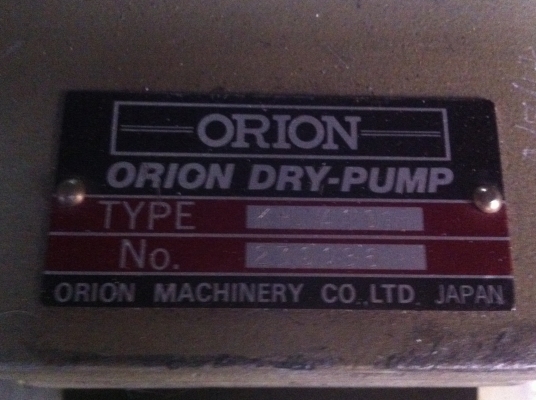 ORION
ORION DRY-PUMP
TYPE
No.
ORION MACHINERY CO.,LTD. JAPAN